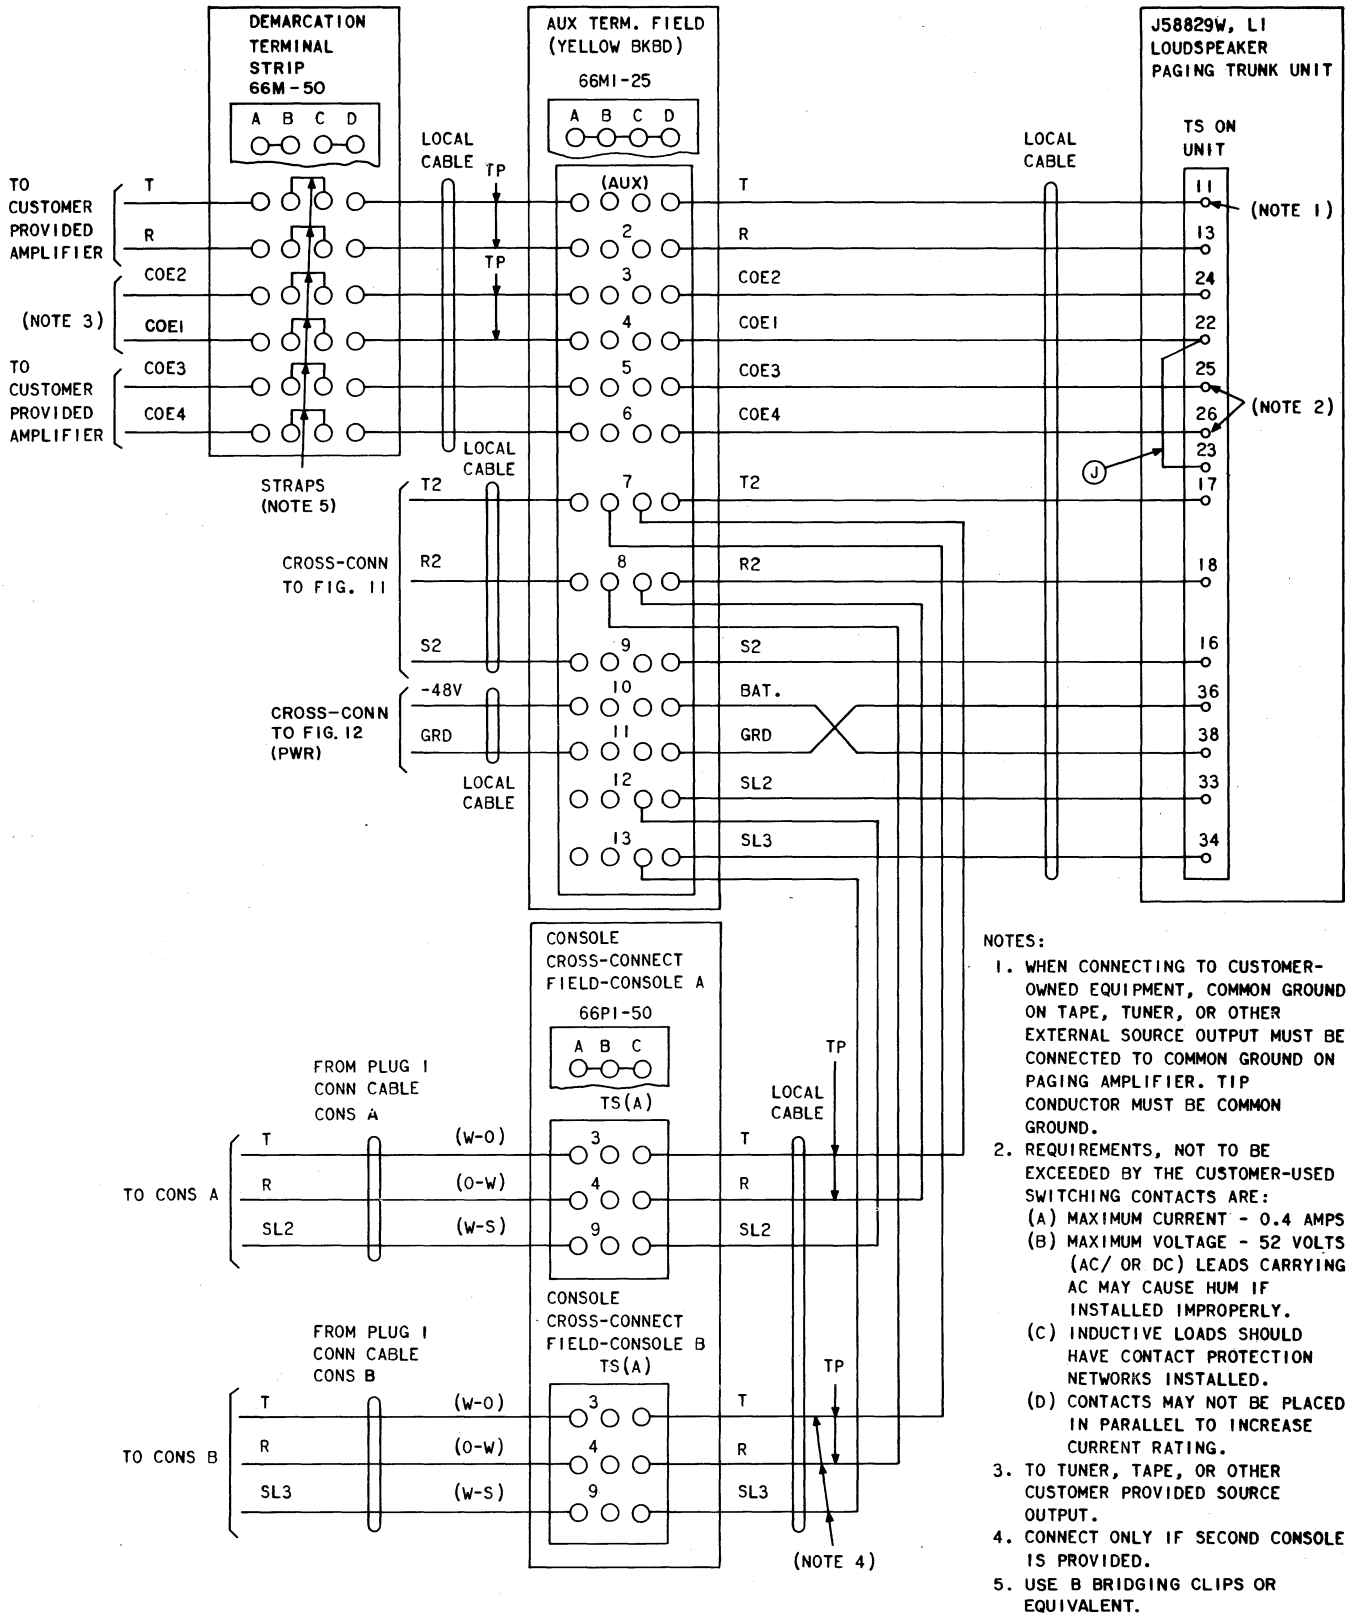 DEMARCATION
TERMINAL
STRIP
66M-50
A B C D
AUX TERM. FIELD
(YELLOW BKBD)
66M1-25
A B C D
J58829W, L1
LOUDSPEAKER
PAGING TRUNK UNIT
TS ON
UNIT
LOCAL
CABLE
TP
LOCAL
CABLE
TO
CUSTOMER
PROVIDED
AMPLIFIER
T
(AUX)
T
11
(NOTE 1)
R
2
R
13
TP
COE2
3
COE2
24
(NOTE 3)
COE1
4
COE1
22
TO
CUSTOMER
PROVIDED
AMPLIFIER
COE3
5
COE3
25
(NOTE 2)
COE4
6
COE4
26
23
J
STRAPS
(NOTE 5)
LOCAL
CABLE
T2
7
T2
17
CROSS-CONN
TO FIG. 11
R2
8
R2
18
S2
9
S2
16
CROSS-CONN
TO FIG. 12
(PWR)
-48V
10
BAT.
36
GRD
11
GRD
38
LOCAL
CABLE
12
SL2
33
13
SL3
34
CONSOLE
CROSS-CONNECT
FIELD-CONSOLE A
66P1-50
A B C
TS(A)
FROM PLUG 1
CONN CABLE
CONS A
LOCAL
CABLE
TP
TO CONS A
T
(W-O)
3
T
R
(O-W)
4
R
SL2
(W-S)
9
SL2
CONSOLE
CROSS-CONNECT
FIELD-CONSOLE B
TS(A)
FROM PLUG 1
CONN CABLE
CONS B
TP
TO CONS B
T
(W-O)
3
T
R
(O-W)
4
R
SL3
(W-S)
9
SL3
(NOTE 4)
NOTES:
1. WHEN CONNECTING TO CUSTOMER-
OWNED EQUIPMENT, COMMON GROUND
ON TAPE, TUNER, OR OTHER
EXTERNAL SOURCE OUTPUT MUST BE
CONNECTED TO COMMON GROUND ON
PAGING AMPLIFIER. TIP
CONDUCTOR MUST BE COMMON
GROUND.
2. REQUIREMENTS, NOT TO BE
EXCEEDED BY THE CUSTOMER-USED
SWITCHING CONTACTS ARE:
(A) MAXIMUM CURRENT - 0.4 AMPS
(B) MAXIMUM VOLTAGE - 52 VOLTS
(AC/ OR DC) LEADS CARRYING
AC MAY CAUSE HUM IF
INSTALLED IMPROPERLY.
(C) INDUCTIVE LOADS SHOULD
HAVE CONTACT PROTECTION
NETWORKS INSTALLED.
(D) CONTACTS MAY NOT BE PLACED
IN PARALLEL TO INCREASE
CURRENT RATING.
3. TO TUNER, TAPE, OR OTHER
CUSTOMER PROVIDED SOURCE
OUTPUT.
4. CONNECT ONLY IF SECOND CONSOLE
IS PROVIDED.
5. USE B BRIDGING CLIPS OR
EQUIVALENT.